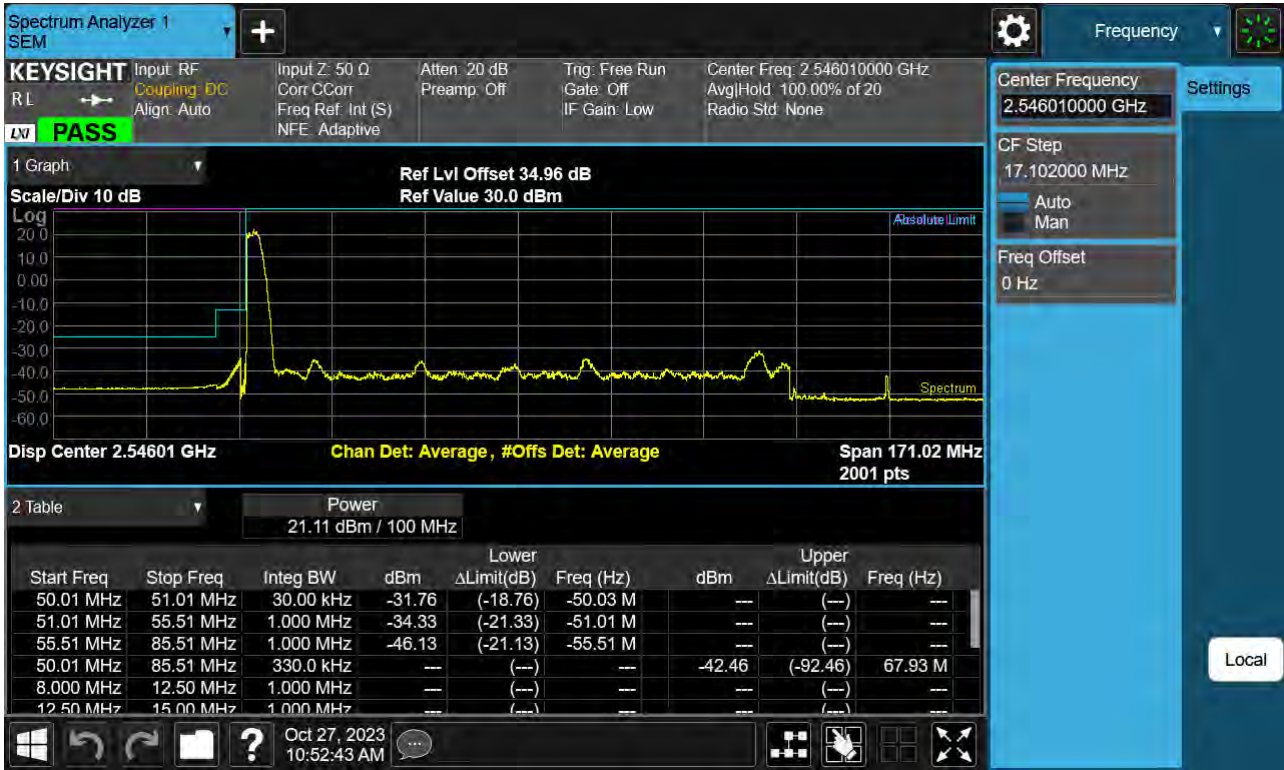 Spectrum Analyzer 1
SEM
Frequency
KEYSIGHT
RL
LXI
PASS
Input: RF
Coupling: DC
Align: Auto
Input Z: 50 Ω
Corr CCorr
Freq Ref: Int (S)
NFE: Adaptive
Atten: 20 dB
Preamp: Off
Trig: Free Run
Gate: Off
IF Gain: Low
Center Freq: 2.546010000 GHz
Avg|Hold: 100.00% of 20
Radio Std: None
Center Frequency
2.546010000 GHz
Settings
CF Step
17.102000 MHz
Auto
Man
Freq Offset
0 Hz
Local
1 Graph
Scale/Div 10 dB
Ref Lvl Offset 34.96 dB
Ref Value 30.0 dBm
Log
20.0
10.0
0.00
-10.0
-20.0
-30.0
-40.0
-50.0
-60.0
Limit
Spectrum
Disp Center 2.54601 GHz
Chan Det: Average, #Offs Det: Average
Span 171.02 MHz
2001 pts
2 Table
Power
21.11 dBm / 100 MHz
Lower Upper
Start Freq Stop Freq Integ BW dBm ΔLimit(dB) Freq (Hz) dBm ΔLimit(dB) Freq (Hz)
50.01 MHz 51.01 MHz 30.00 kHz -31.76 (-18.76) -50.03 M --- (---) ---
51.01 MHz 55.51 MHz 1.000 MHz -34.33 (-21.33) -51.01 M --- (---) ---
55.51 MHz 85.51 MHz 1.000 MHz -46.13 (-21.13) -55.51 M --- (---) ---
50.01 MHz 85.51 MHz 330.0 kHz --- (---) --- -42.46 (-92.46) 67.93 M
8.000 MHz 12.50 MHz 1.000 MHz --- (---) --- --- (---) ---
12.50 MHz 15.00 MHz 1.000 MHz --- (---) --- --- (---) ---
Oct 27, 2023
10:52:43 AM